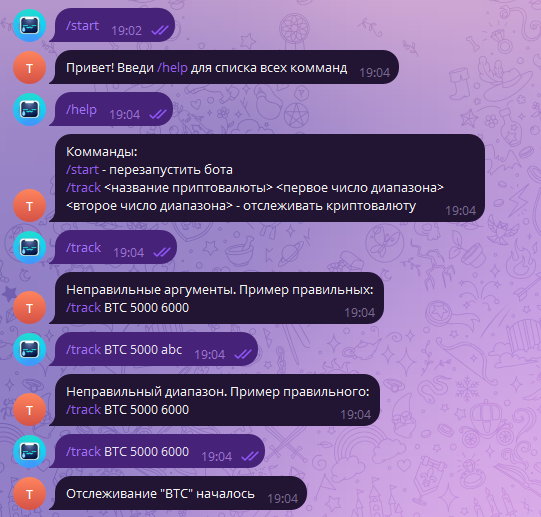 /start 19:02
Т
Привет! Введи /help для списка всех комманд 19:04
/help 19:04
Комманды:
/start - перезапустить бота
/track <название приптовалюты> <первое число диапазона>
<второе число диапазона> - отслеживать криптовалюту 19:04
Т
/track 19:04
Неправильные аргументы. Пример правильных:
/track BTC 5000 6000 19:04
Т
/track BTC 5000 abc 19:04
Неправильный диапазон. Пример правильного:
/track BTC 5000 6000 19:04
Т
/track BTC 5000 6000 19:04
Т
Отслеживание "BTC" началось 19:04